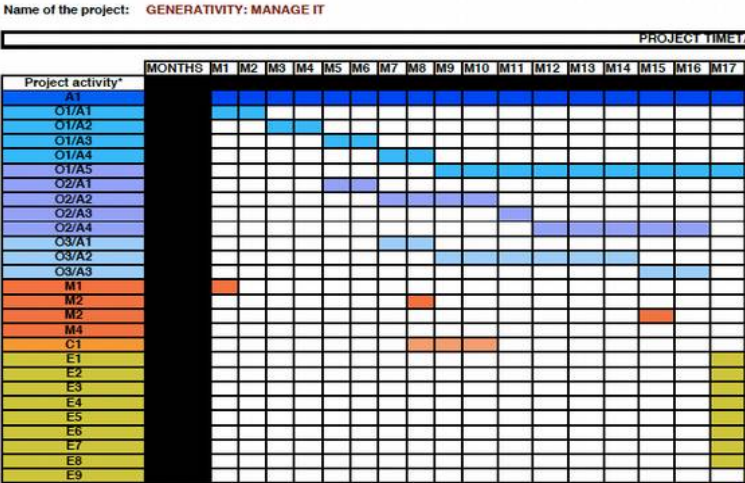 Name of the project: GENERATIVITY: MANAGE IT
PROJECT TIMET
MONTHS M1 M2 M3 M4 M5 M6 M7 M8 M9 M10 M11 M12 M13 M14 M15 M16 M17
Project activity*
A1
O1/A1
O1/A2
O1/A3
O1/A4
O1/A5
O2/A1
O2/A2
O2/A3
O2/A4
O3/A1
O3/A2
O3/A3
M1
M2
M2
M4
C1
E1
E2
E3
E4
E5
E6
E7
E8
E9